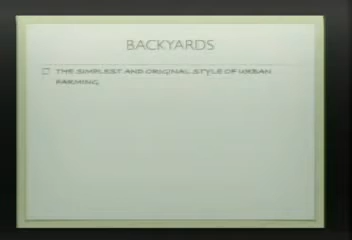 BACKYARDS
THE SIMPLEST AND ORIGINAL STYLE OF URBAN
FARMING